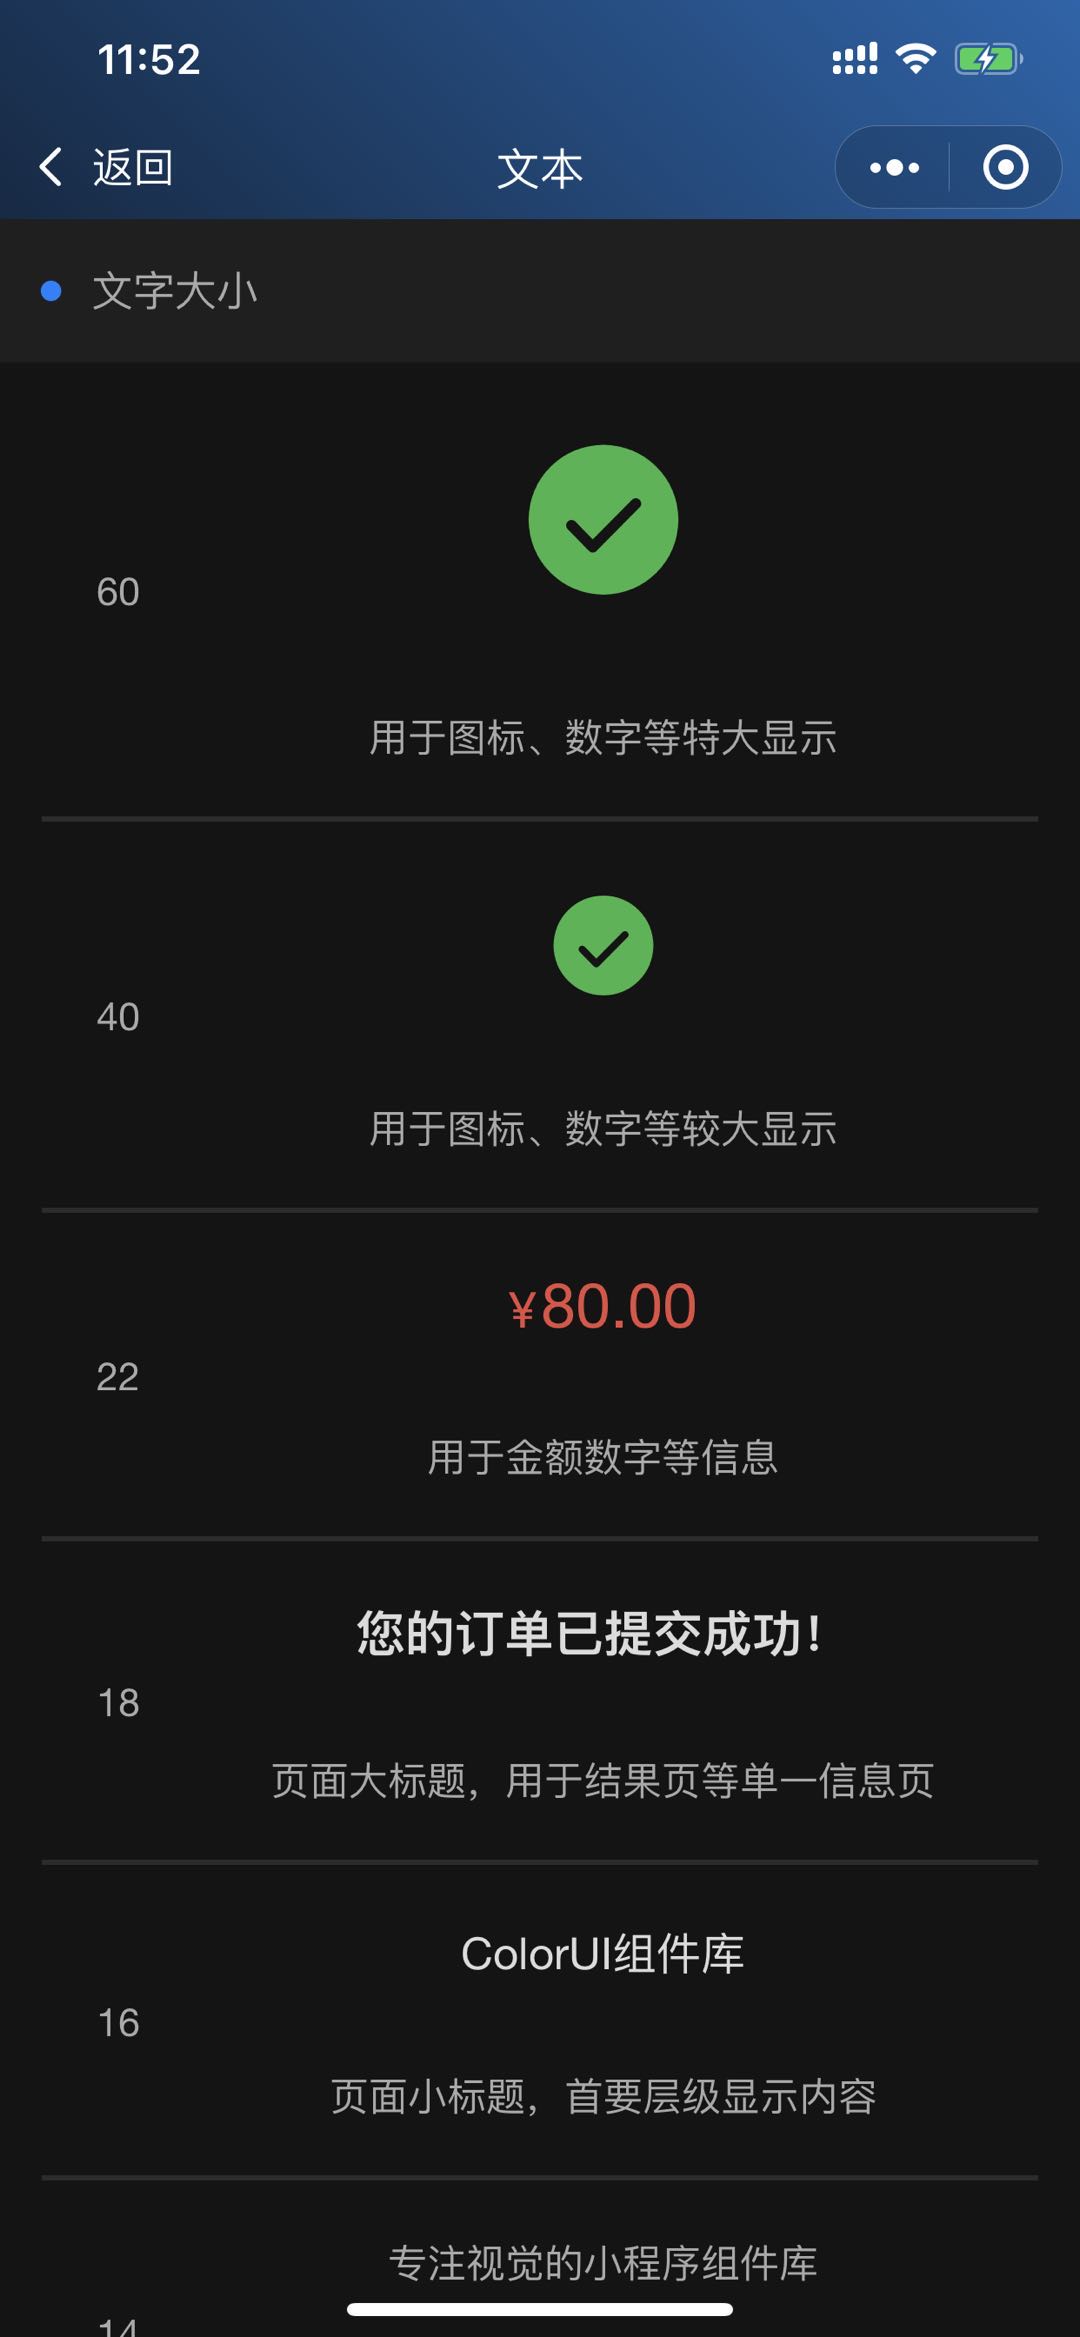 11:52
返回
文本
文字大小
60
用于图标、数字等特大显示
40
用于图标、数字等较大显示
¥80.00
22
用于金额数字等信息
您的订单已提交成功!
18
页面大标题，用于结果页等单一信息页
ColorUI组件库
16
页面小标题，首要层级显示内容
专注视觉的小程序组件库
14